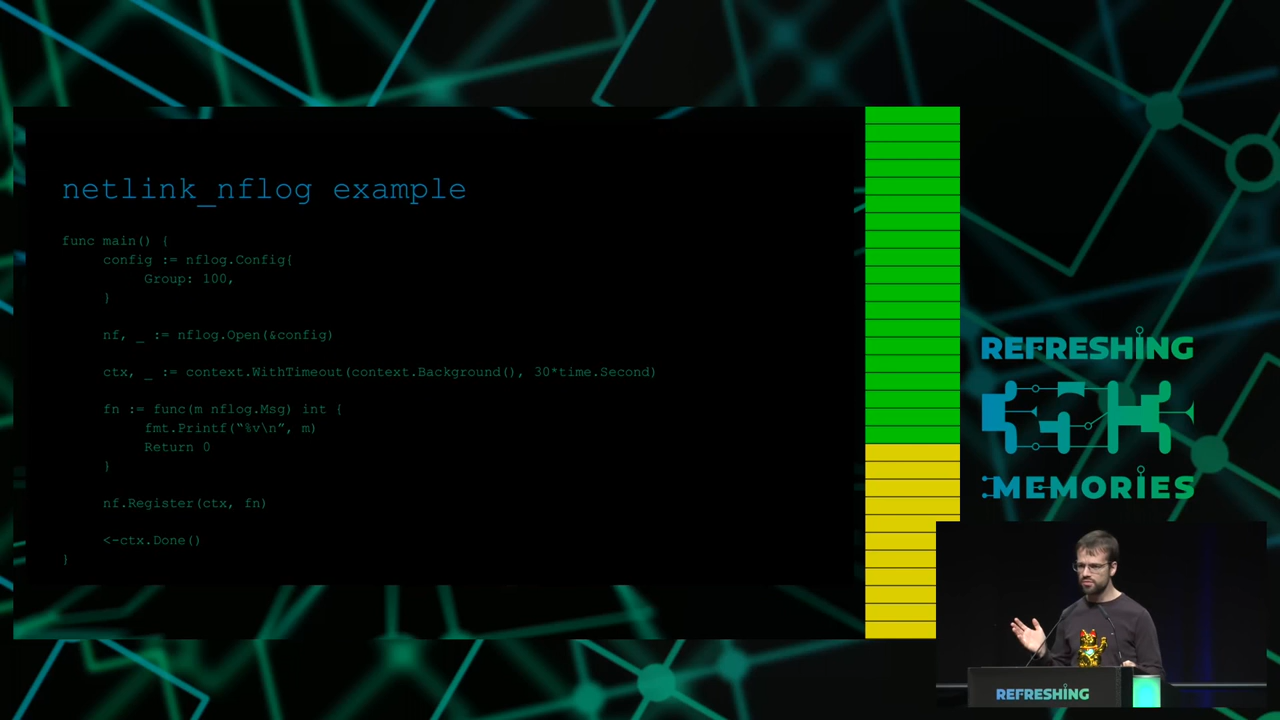 netlink_nflog example
func main() {
config := nflog.Config{
Group: 100,
}
nf, _ := nflog.Open(&config)
ctx, _ := context.WithTimeout(context.Background(), 30*time.Second)
fn := func(m nflog.Msg) int {
fmt.Printf(“%v\n”, m)
Return 0
}
nf.Register(ctx, fn)
<-ctx.Done()
}
REFRESHING
MEMORIES
REFRESHING